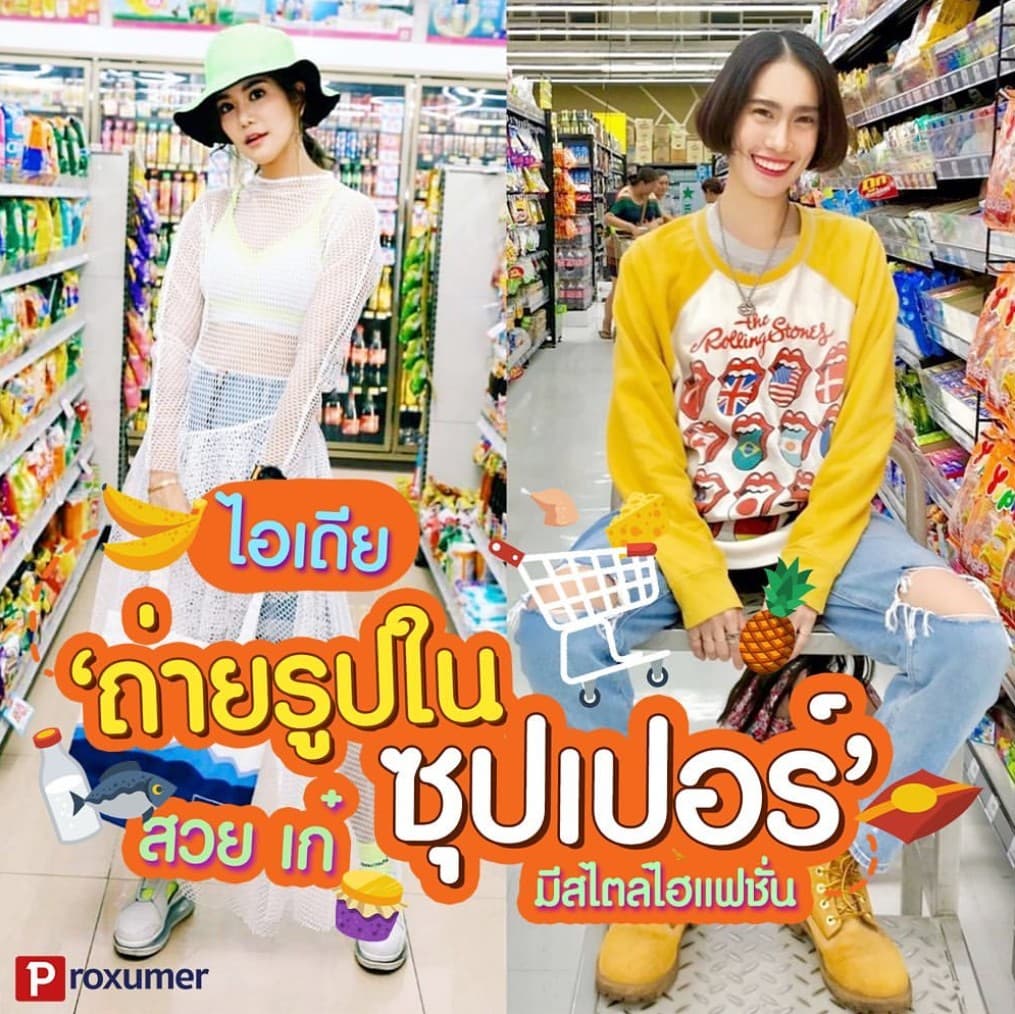 the
Rolling Stones
ไอเดีย
‘ถ่ายรูปใน
ซุปเปอร์’
สวย เก๋
มีสไตลไฮแฟชั่น
Proxumer